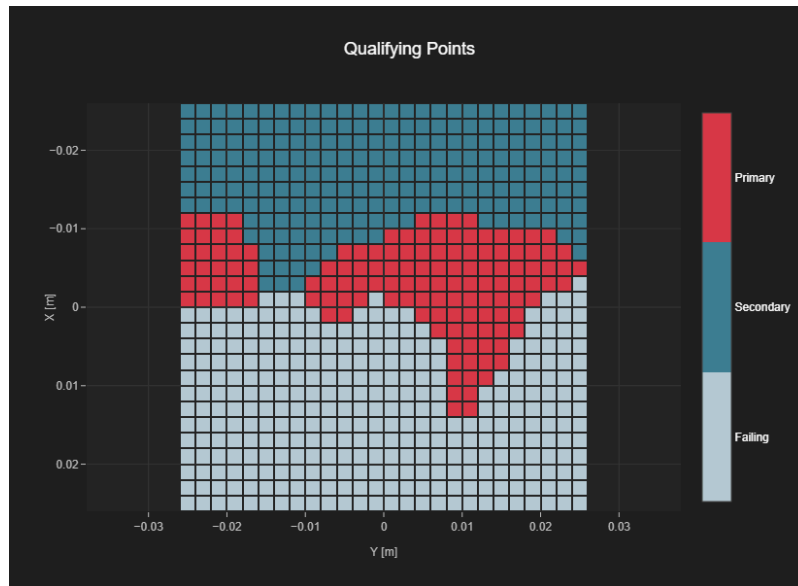 Qualifying Points
−0.02
−0.01
0
0.01
0.02
X [m]
−0.03
−0.02
−0.01
0
0.01
0.02
0.03
Y [m]
Primary
Secondary
Failing